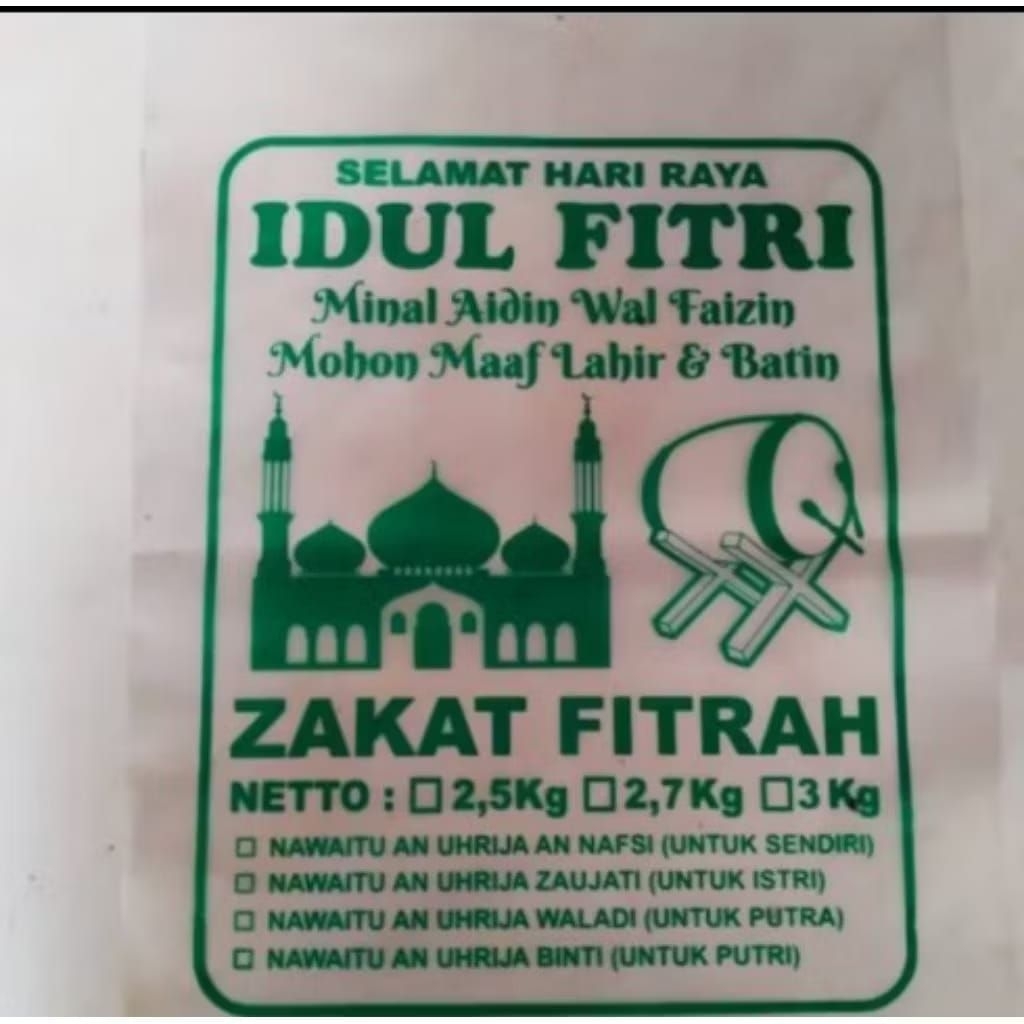 SELAMAT HARI RAYA
IDUL FITRI
Minal Aidin Wal Faizin
Mohon Maaf Lahir & Batin
ZAKAT FITRAH
NETTO : ☐ 2,5Kg ☐ 2,7Kg ☐ 3 Kg
☐ NAWAITU AN UHRIJA AN NAFSI (UNTUK SENDIRI)
☐ NAWAITU AN UHRIJA ZAUJATI (UNTUK ISTRI)
☐ NAWAITU AN UHRIJA WALADI (UNTUK PUTRA)
☐ NAWAITU AN UHRIJA BINTI (UNTUK PUTRI)